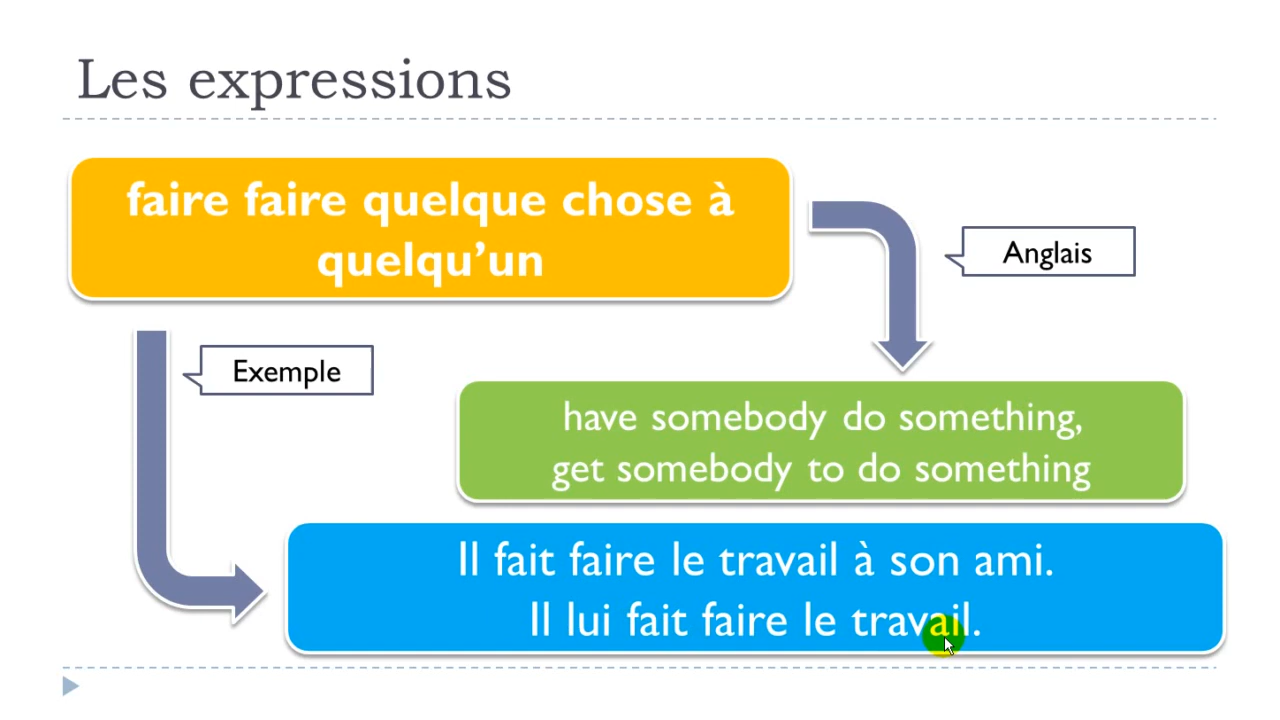 Les expressions
faire faire quelque chose à
quelqu’un
Anglais
Exemple
have somebody do something,
get somebody to do something
Il fait faire le travail à son ami.
Il lui fait faire le travail.